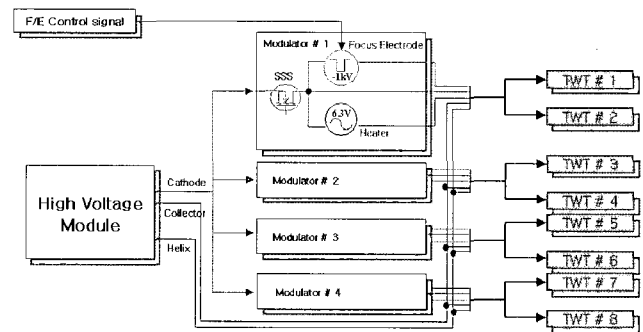 F/E Control signal
Modulator # 1
Focus Electrode
SSS
-1kV
6.3V
Heater
TWT # 1
TWT # 2
Modulator # 2
TWT # 3
TWT # 4
High Voltage
Module
Cathode
Collector
Helix
Modulator # 3
TWT # 5
TWT # 6
Modulator # 4
TWT # 7
TWT # 8